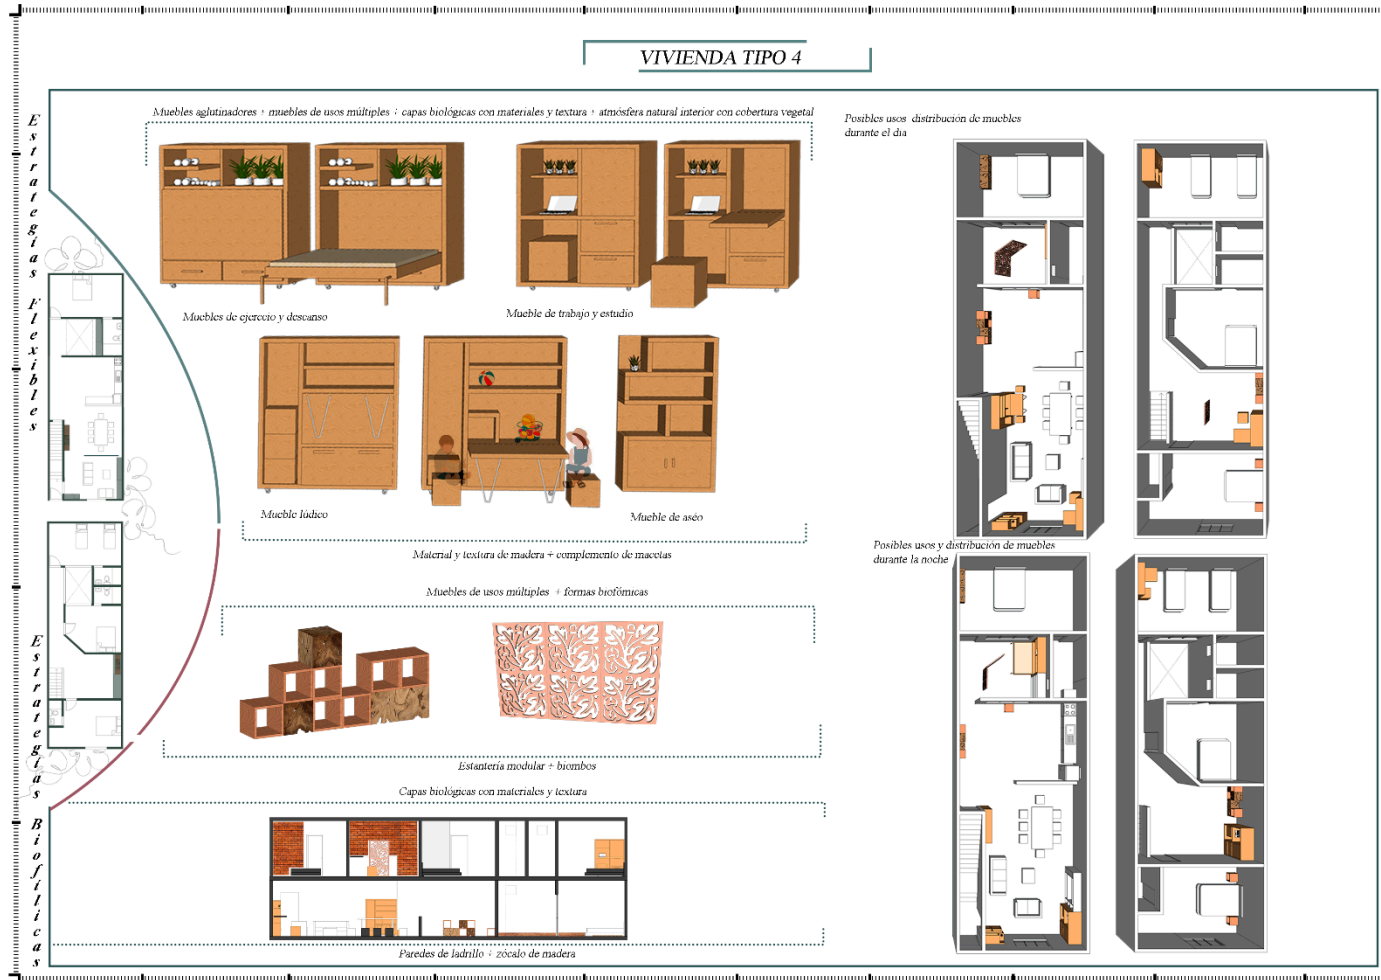 VIVIENDA TIPO 4
Estrategias Flexibles
Estrategias Biofílicas
Muebles aglutinadores + muebles de usos múltiples + capas biológicas con materiales y textura + atmósfera natural interior con cobertura vegetal
Muebles de ejercicio y descanso
Mueble de trabajo y estudio
Mueble lúdico
Mueble de aséo
Material y textura de madera + complemento de macetas
Muebles de usos múltiples + formas biofómicas
Estantería modular + biombos
Capas biológicas con materiales y textura
Paredes de ladrillo + zócalo de madera
Posibles usos distribución de muebles
durante el dia
Posibles usos y distribución de muebles
durante la noche